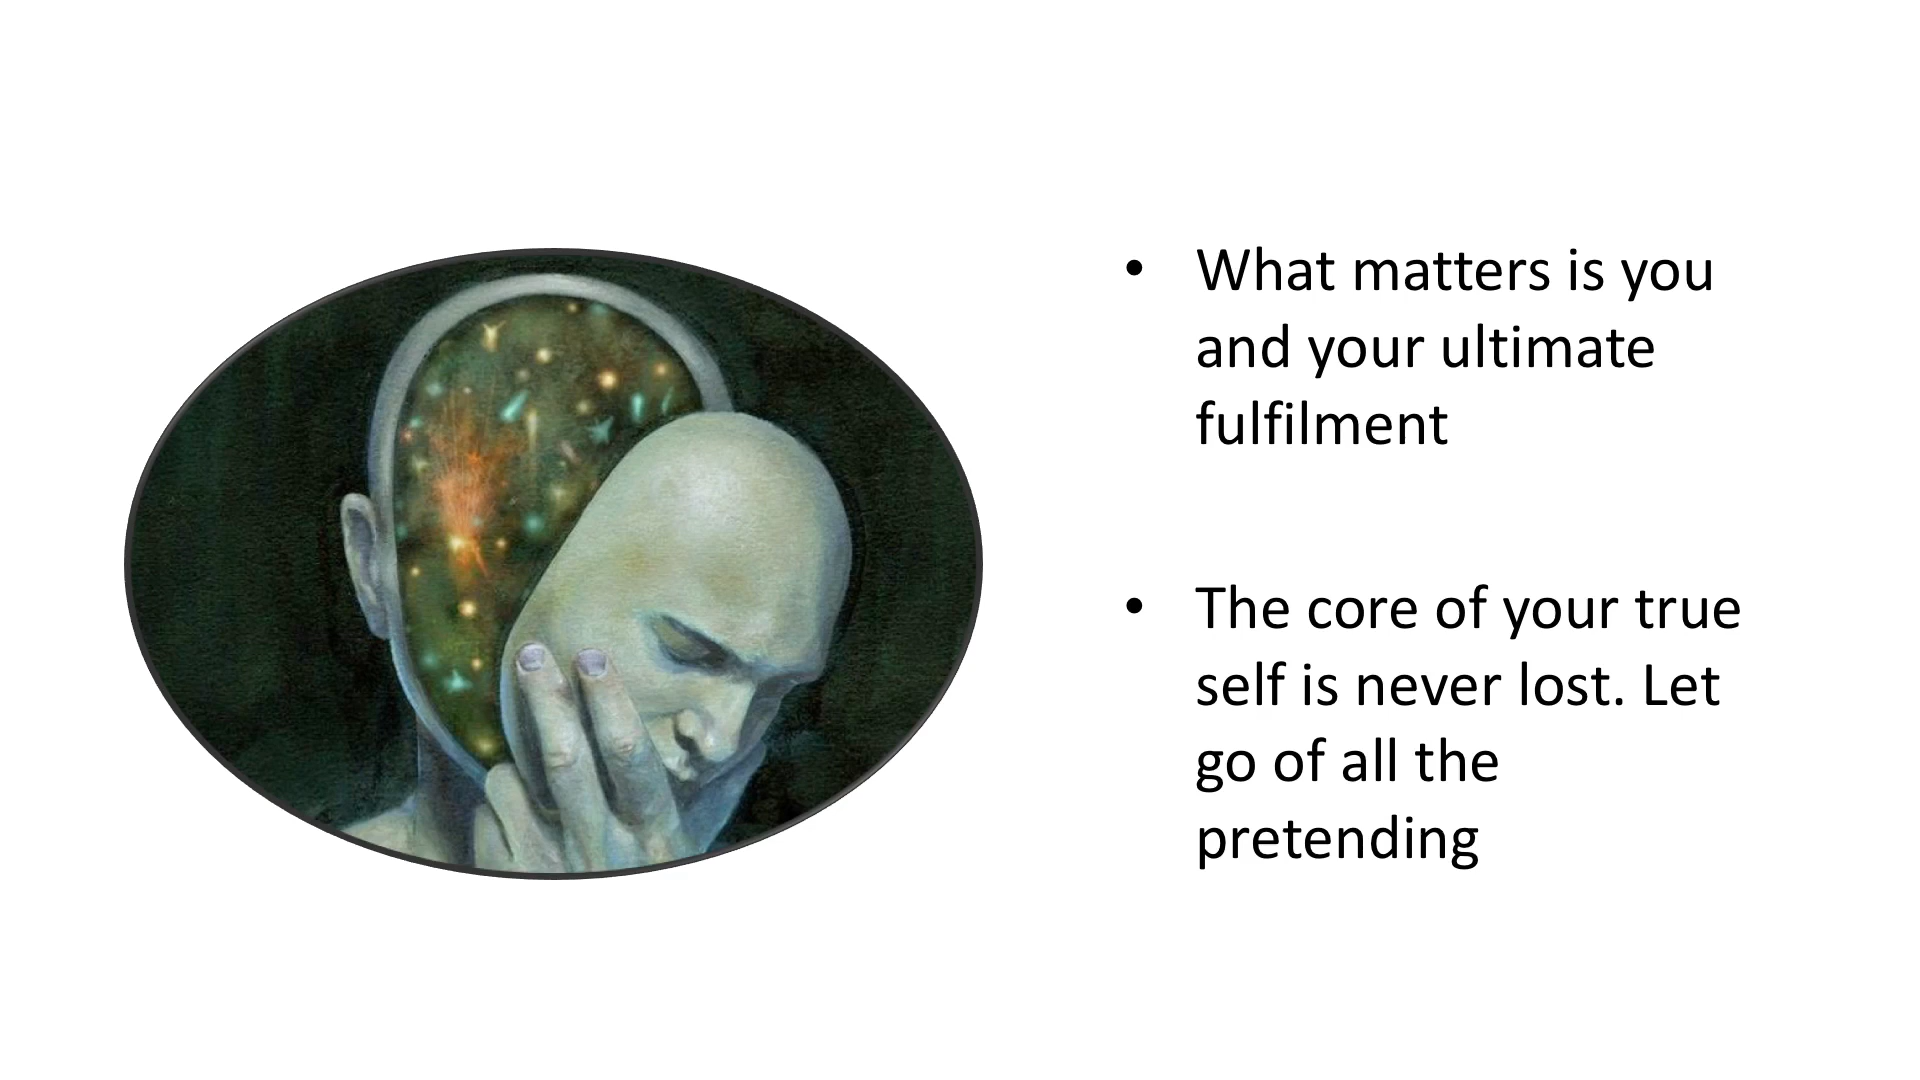 • What matters is you
and your ultimate
fulfilment
• The core of your true
self is never lost. Let
go of all the
pretending